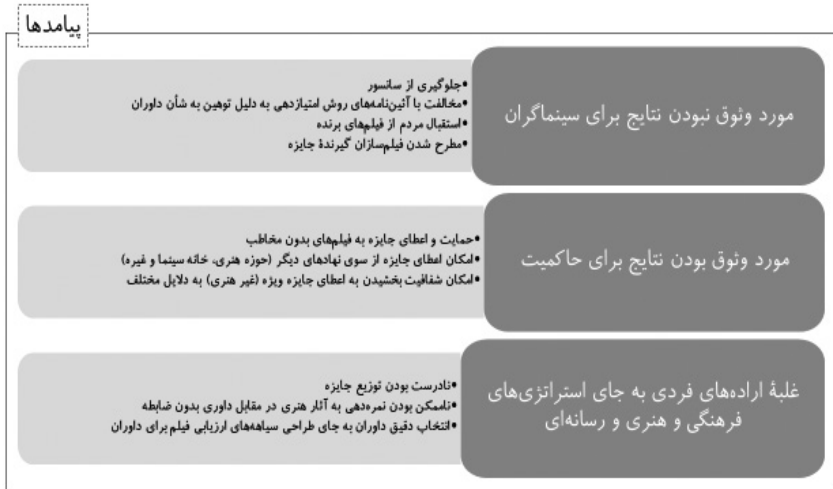 پیامدها
مورد وثوق نبودن نتایج برای سینماگران
•جلوگیری از سانسور
•مخالفت با آئین‌نامه‌های روش امتیازدهی به دلیل توهین به شأن داوران
•استقبال مردم از فیلم‌های برنده
•مطرح شدن فیلم‌سازان گیرندهٔ جایزه
مورد وثوق بودن نتایج برای حاکمیت
•حمایت و اعطای جایزه به فیلم‌های بدون مخاطب
•امکان اعطای جایزه از سوی نهادهای دیگر (حوزه هنری، خانه سینما و غیره)
•امکان شفافیت بخشیدن به اعطای جایزه ویژه (غیر هنری) به دلایل مختلف
غلبهٔ اراده‌های فردی به جای استراتژی‌های
فرهنگی و هنری و رسانه‌ای
•نادرست بودن توزیع جایزه
•ناممکن بودن نمره‌دهی به آثار هنری در مقابل داوری بدون ضابطه
•انتخاب دقیق داوران به جای طراحی سیاهه‌های ارزیابی فیلم برای داوران